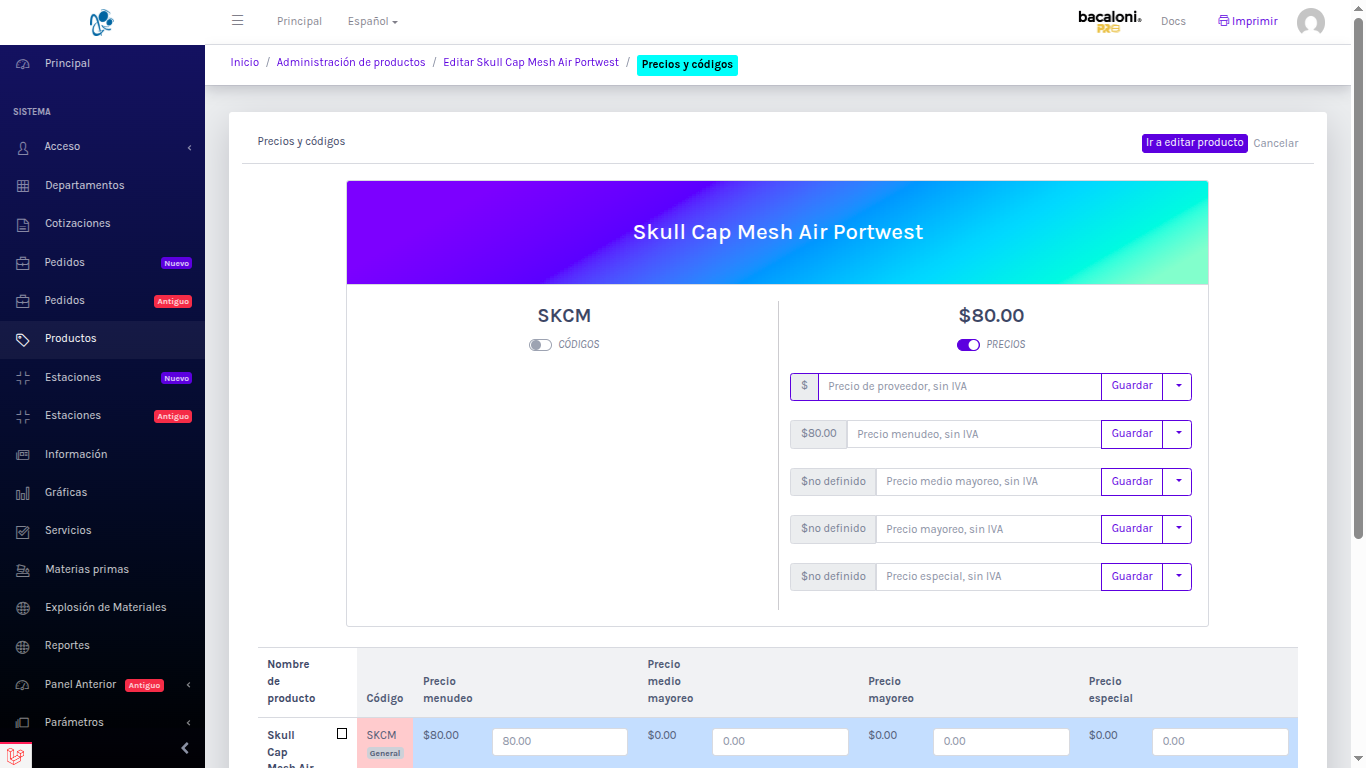 Principal
Español
bacaloni®
PRO
Docs
Imprimir
Inicio / Administración de productos / Editar Skull Cap Mesh Air Portwest / Precios y códigos
Principal
SISTEMA
Acceso
Departamentos
Cotizaciones
Pedidos Nuevo
Pedidos Antiguo
Productos
Estaciones Nuevo
Estaciones Antiguo
Información
Gráficas
Servicios
Materias primas
Explosión de Materiales
Reportes
Panel Anterior Antiguo
Parámetros
Precios y códigos
Ir a editar producto Cancelar
Skull Cap Mesh Air Portwest
SKCM
CÓDIGOS
$80.00
PRECIOS
$ Precio de proveedor, sin IVA Guardar
$80.00 Precio menudeo, sin IVA Guardar
$no definido Precio medio mayoreo, sin IVA Guardar
$no definido Precio mayoreo, sin IVA Guardar
$no definido Precio especial, sin IVA Guardar
Nombre
de
producto
Código
Precio
menudeo
Precio
medio
mayoreo
Precio
mayoreo
Precio
especial
Skull
Cap
Mesh Air
SKCM
General
$80.00 80.00 $0.00 0.00 $0.00 0.00 $0.00 0.00